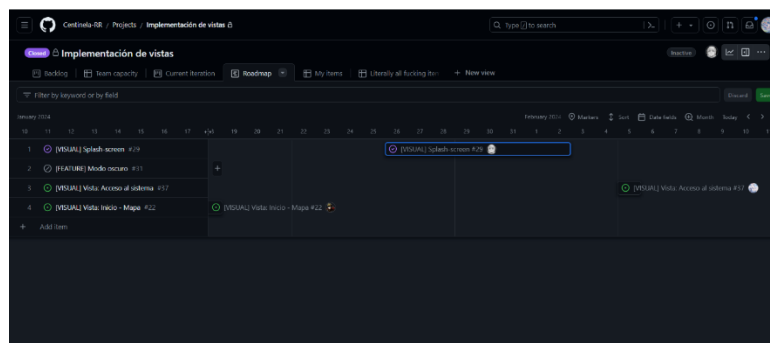 Centinela-RR / Projects / Implementación de vistas
Type / to search
Closed Implementación de vistas
Inactive
Backlog Team capacity Current iteration Roadmap My items Literally all fucking item + New view
Filter by keyword or by field
Discard
January 2024 February 2024 Markers Sort Date fields Month Today
10 11 12 13 14 15 16 17 19 20 21 22 23 24 25 26 27 28 29 30 31 1 2 3 4 5 6 7 8 9 10
1 [VISUAL] Splash-screen #29 [VISUAL] Splash-screen #29
2 [FEATURE] Modo oscuro #31 +
3 [VISUAL] Vista: Acceso al sistema #37 [VISUAL] Vista: Acceso al sistema #37
4 [VISUAL] Vista: Inicio - Mapa #22 [VISUAL] Vista: Inicio - Mapa #22
+ Add item